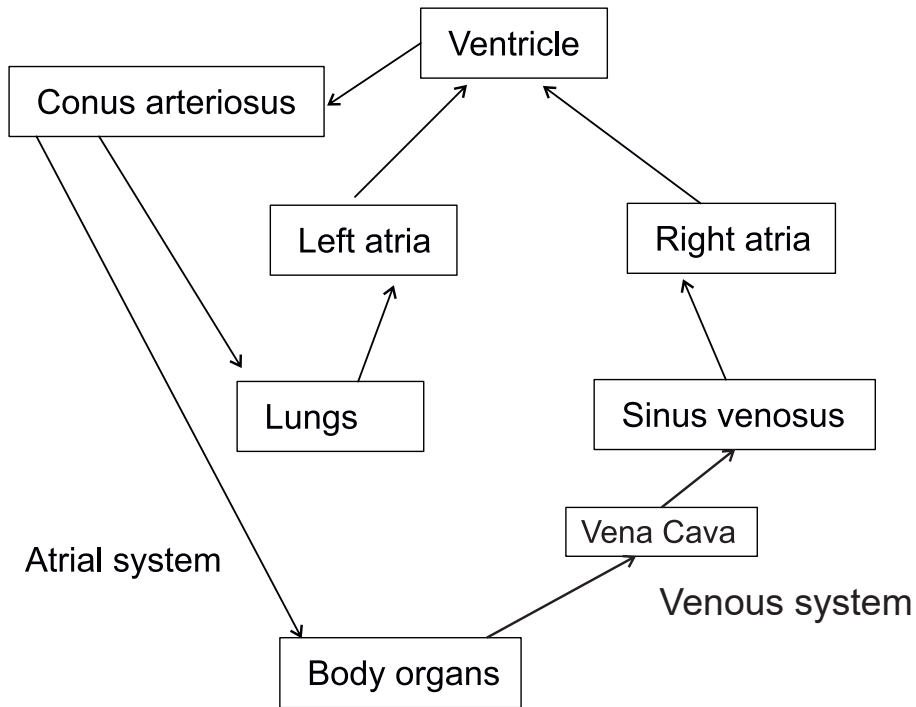 Ventricle
Conus arteriosus
Left atria
Right atria
Lungs
Sinus venosus
Vena Cava
Atrial system
Venous system
Body organs